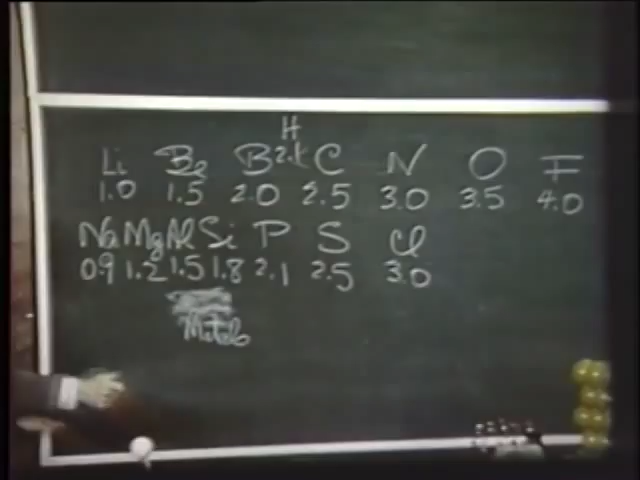 H
Li Be B 2.1 C N O F
1.0 1.5 2.0 2.5 3.0 3.5 4.0
Na Mg Al Si P S Cl
0.9 1.2 1.5 1.8 2.1 2.5 3.0
Metals